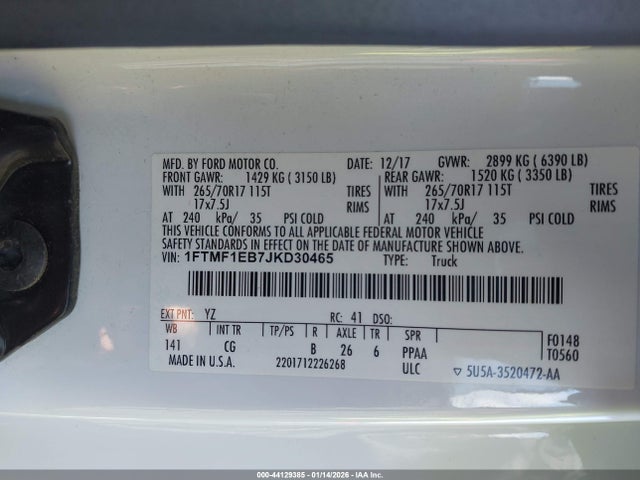 MFD. BY FORD MOTOR CO. DATE: 12/17 GVWR: 2899 KG ( 6390 LB)
FRONT GAWR: 1429 KG ( 3150 LB) REAR GAWR: 1520 KG ( 3350 LB)
WITH 265/70R17 115T TIRES WITH 265/70R17 115T TIRES
17x7.5J RIMS 17x7.5J RIMS
AT 240 kPa/ 35 PSI COLD AT 240 kPa/ 35 PSI COLD
THIS VEHICLE CONFORMS TO ALL APPLICABLE FEDERAL MOTOR VEHICLE
SAFETY STANDARDS IN EFFECT ON THE DATE OF MANUFACTURE SHOWN ABOVE.
VIN: 1FTMF1EB7JKD30465 TYPE: Truck
EXT PNT: YZ RC: 41 DSO:
WB INT TR TP/PS R AXLE TR SPR F0148
141 CG B 26 6 PPAA T0560
MADE IN U.S.A. 2201712226268 ULC ▽ 5U5A-3520472-AA
000-44129385 - 01/14/2026 - IAA Inc.